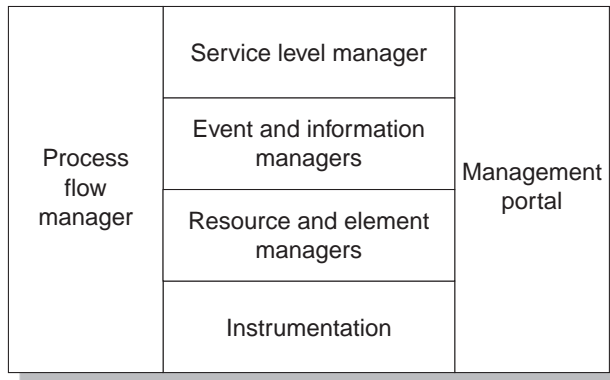 Process
flow
manager
Service level manager
Event and information
managers
Resource and element
managers
Instrumentation
Management
portal